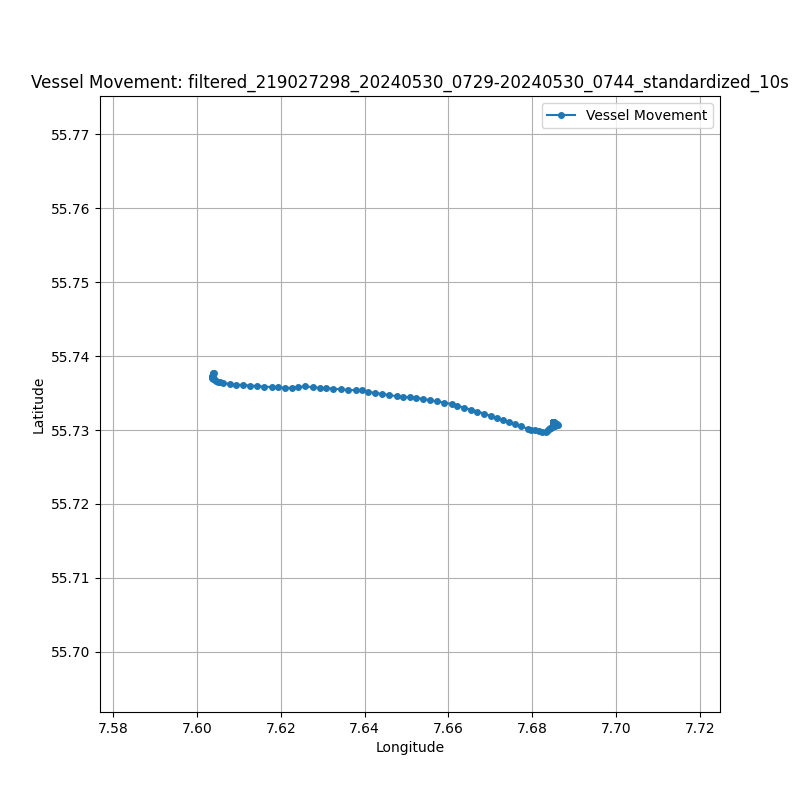 Vessel Movement: filtered_219027298_20240530_0729-20240530_0744_standardized_10s
Vessel Movement
55.77
55.76
55.75
55.74
55.73
55.72
55.71
55.70
Latitude
7.58 7.60 7.62 7.64 7.66 7.68 7.70 7.72
Longitude